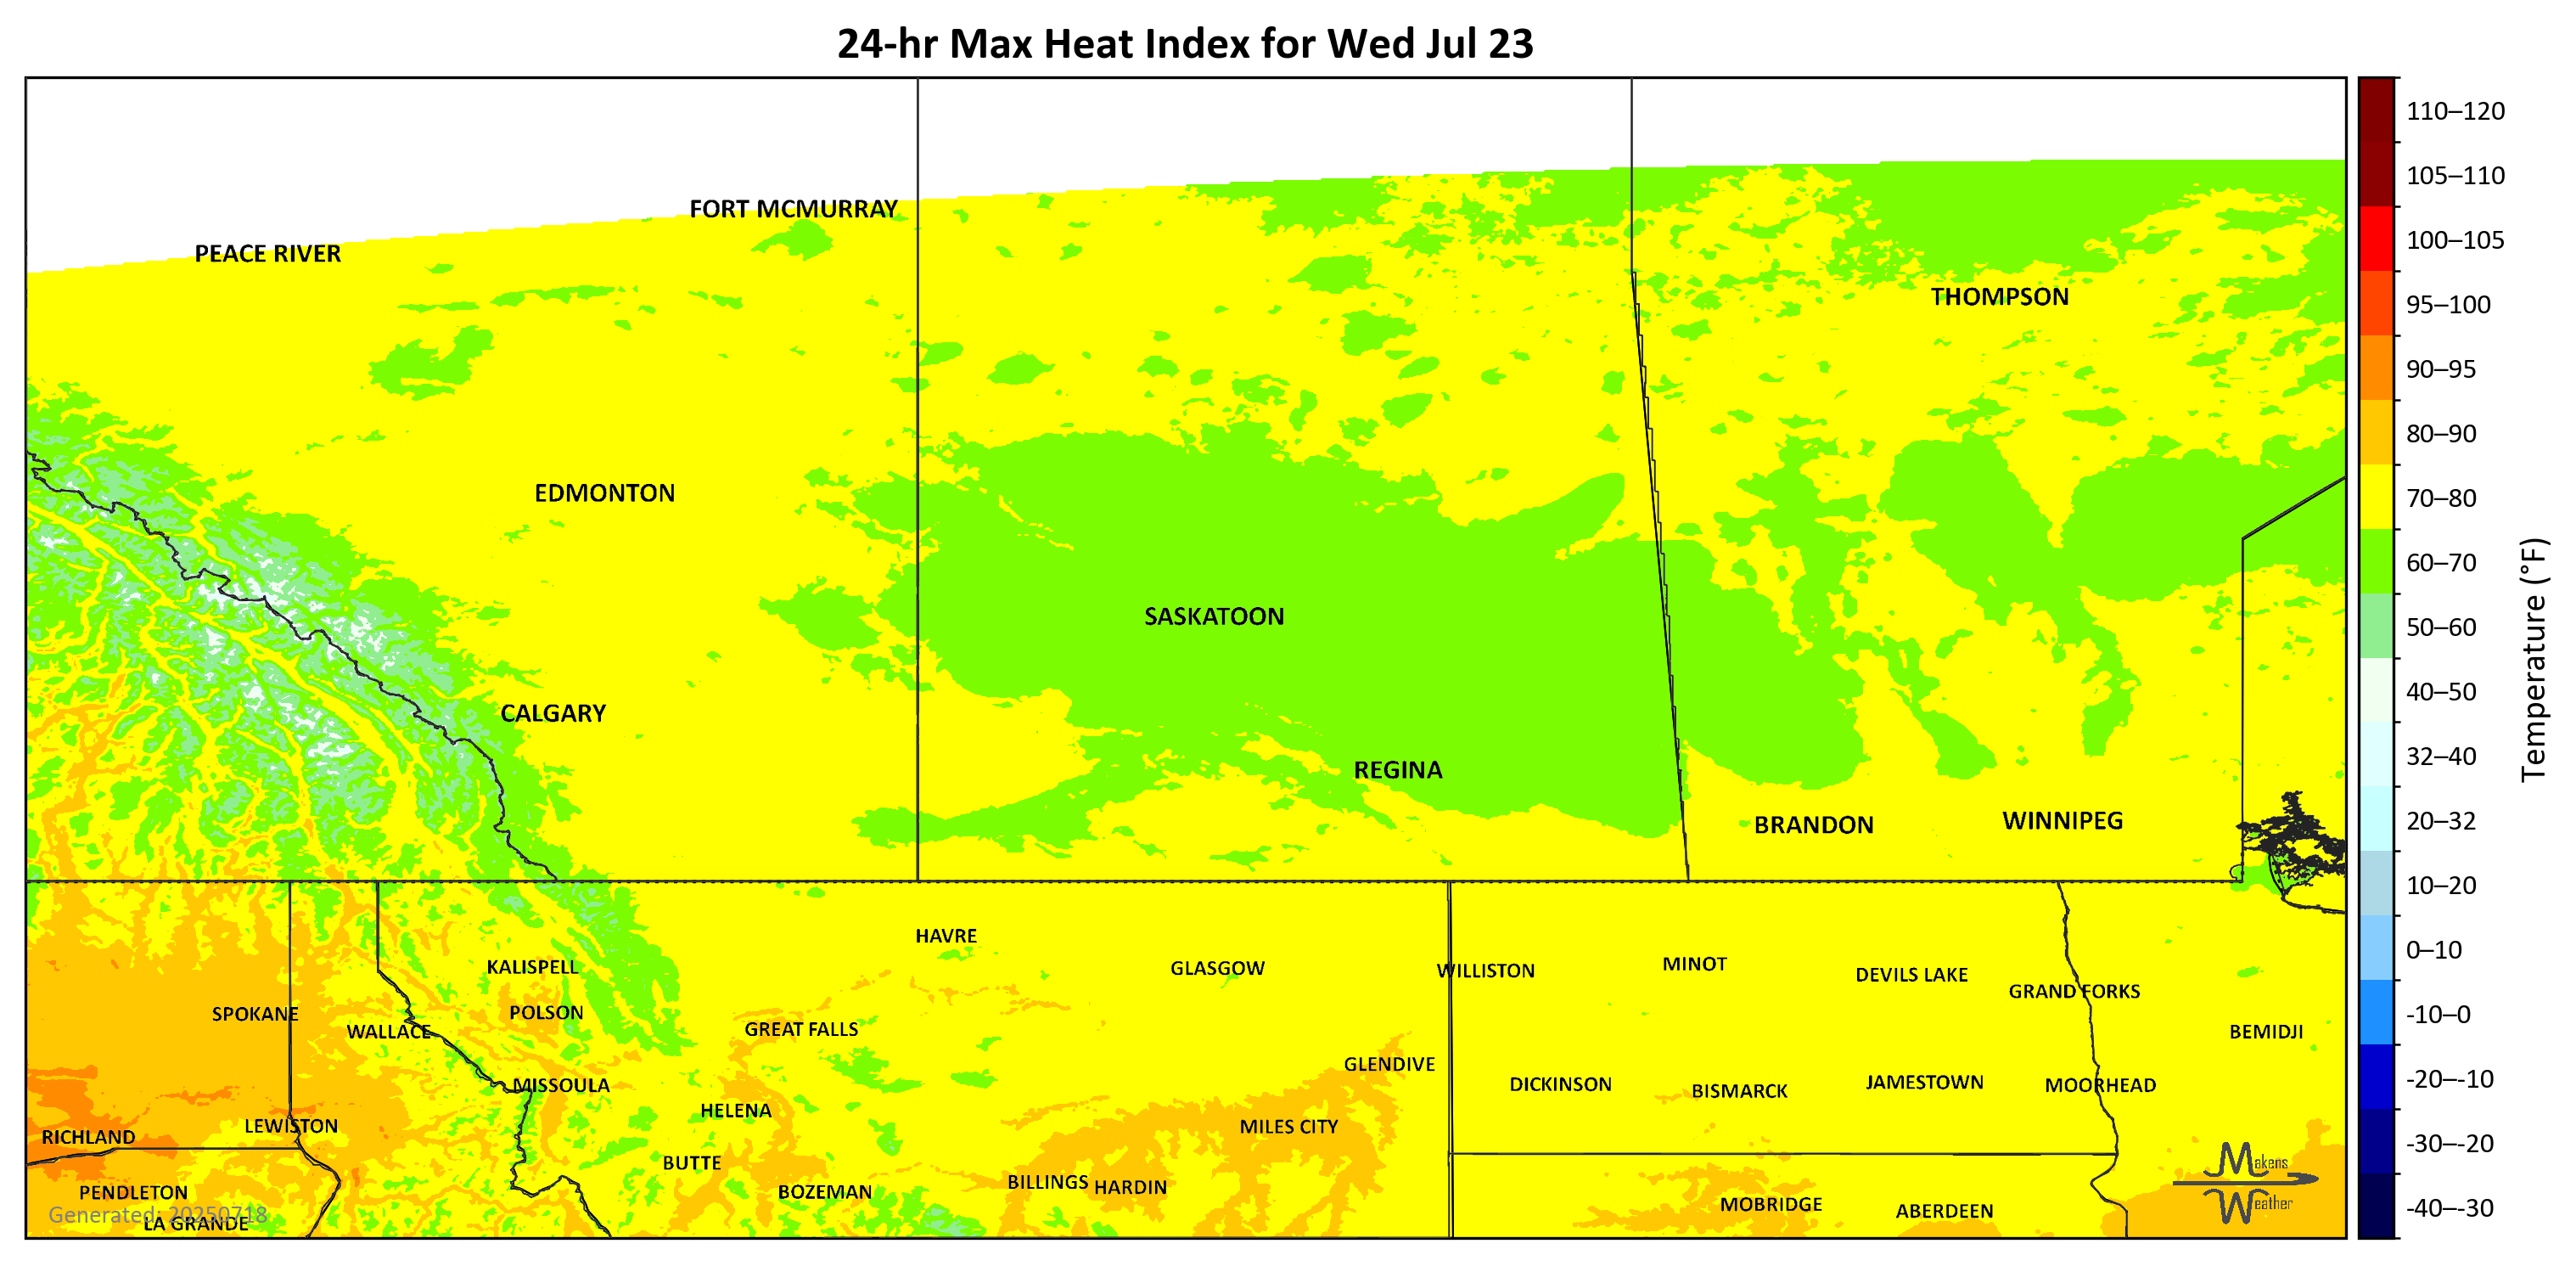 24-hr Max Heat Index for Wed Jul 23
110–120
105–110
100–105
95–100
90–95
80–90
70–80
60–70
50–60
40–50
32–40
20–32
10–20
0–10
-10–0
-20–-10
-30–-20
-40–-30
Temperature (°F)
FORT MCMURRAY
PEACE RIVER
THOMPSON
EDMONTON
SASKATOON
CALGARY
REGINA
BRANDON
WINNIPEG
HAVRE
KALISPELL
GLASGOW
WILLISTON
MINOT
DEVILS LAKE
GRAND FORKS
SPOKANE
POLSON
WALLACE
GREAT FALLS
BEMIDJI
GLENDIVE
MISSOULA
DICKINSON
BISMARCK
JAMESTOWN
MOORHEAD
HELENA
LEWISTON
MILES CITY
RICHLAND
BUTTE
BILLINGS
HARDIN
PENDLETON
BOZEMAN
MOBRIDGE
ABERDEEN
LA GRANDE
Generated: 20250718
Makens
Weather